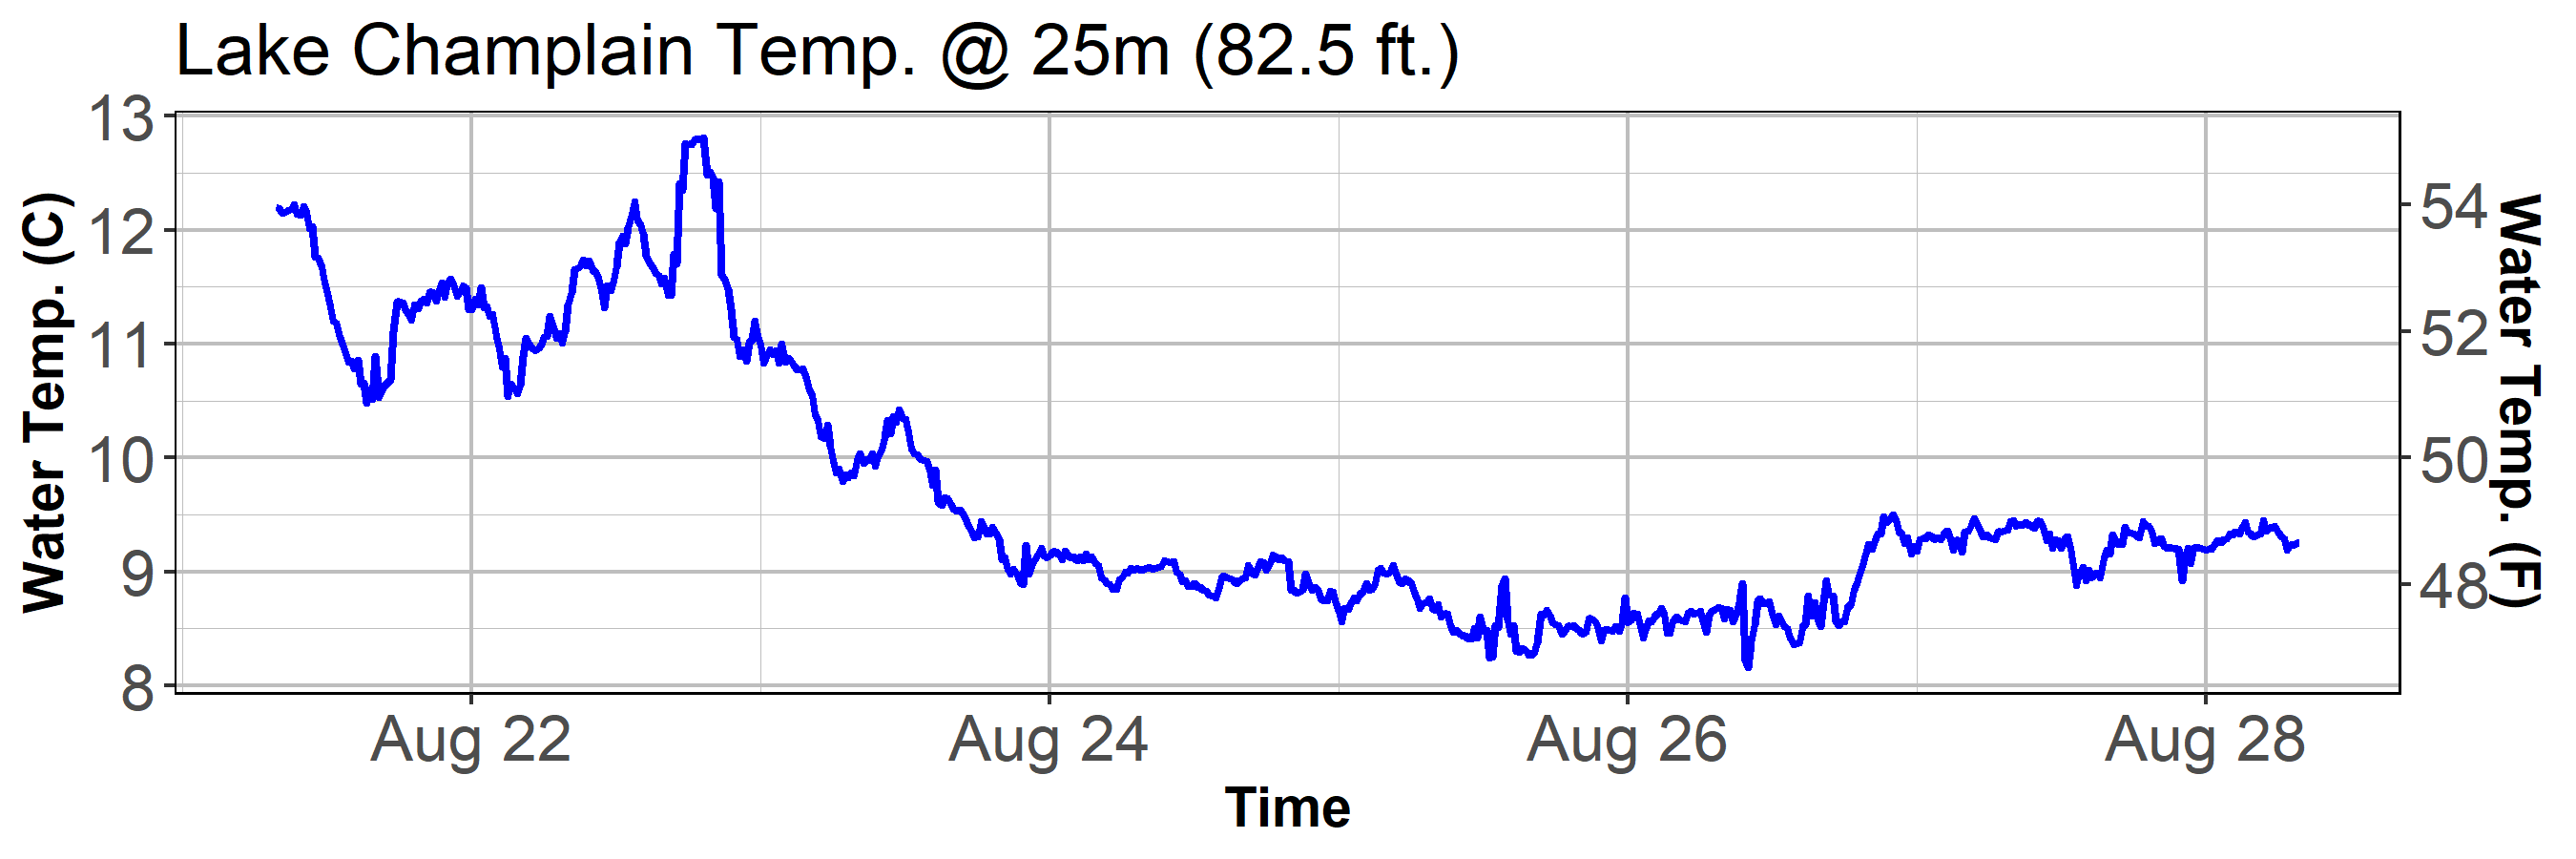 Lake Champlain Temp. @ 25m (82.5 ft.)
Water Temp. (C)
13
12
11
10
9
8
54
52
50
48
Water Temp. (F)
Aug 22
Aug 24
Aug 26
Aug 28
Time